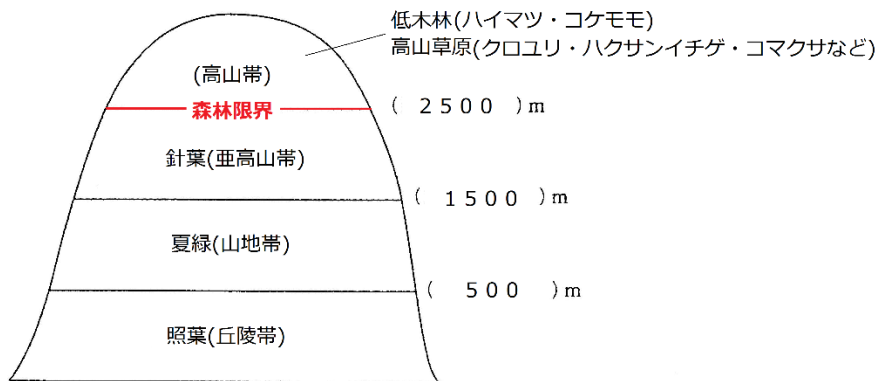 低木林(ハイマツ・コケモモ)
高山草原(クロユリ・ハクサンイチゲ・コマクサなど)
(高山帯)
森林限界
( 2500 )m
針葉(亜高山帯)
( 1500 )m
夏緑(山地帯)
( 500 )m
照葉(丘陵帯)